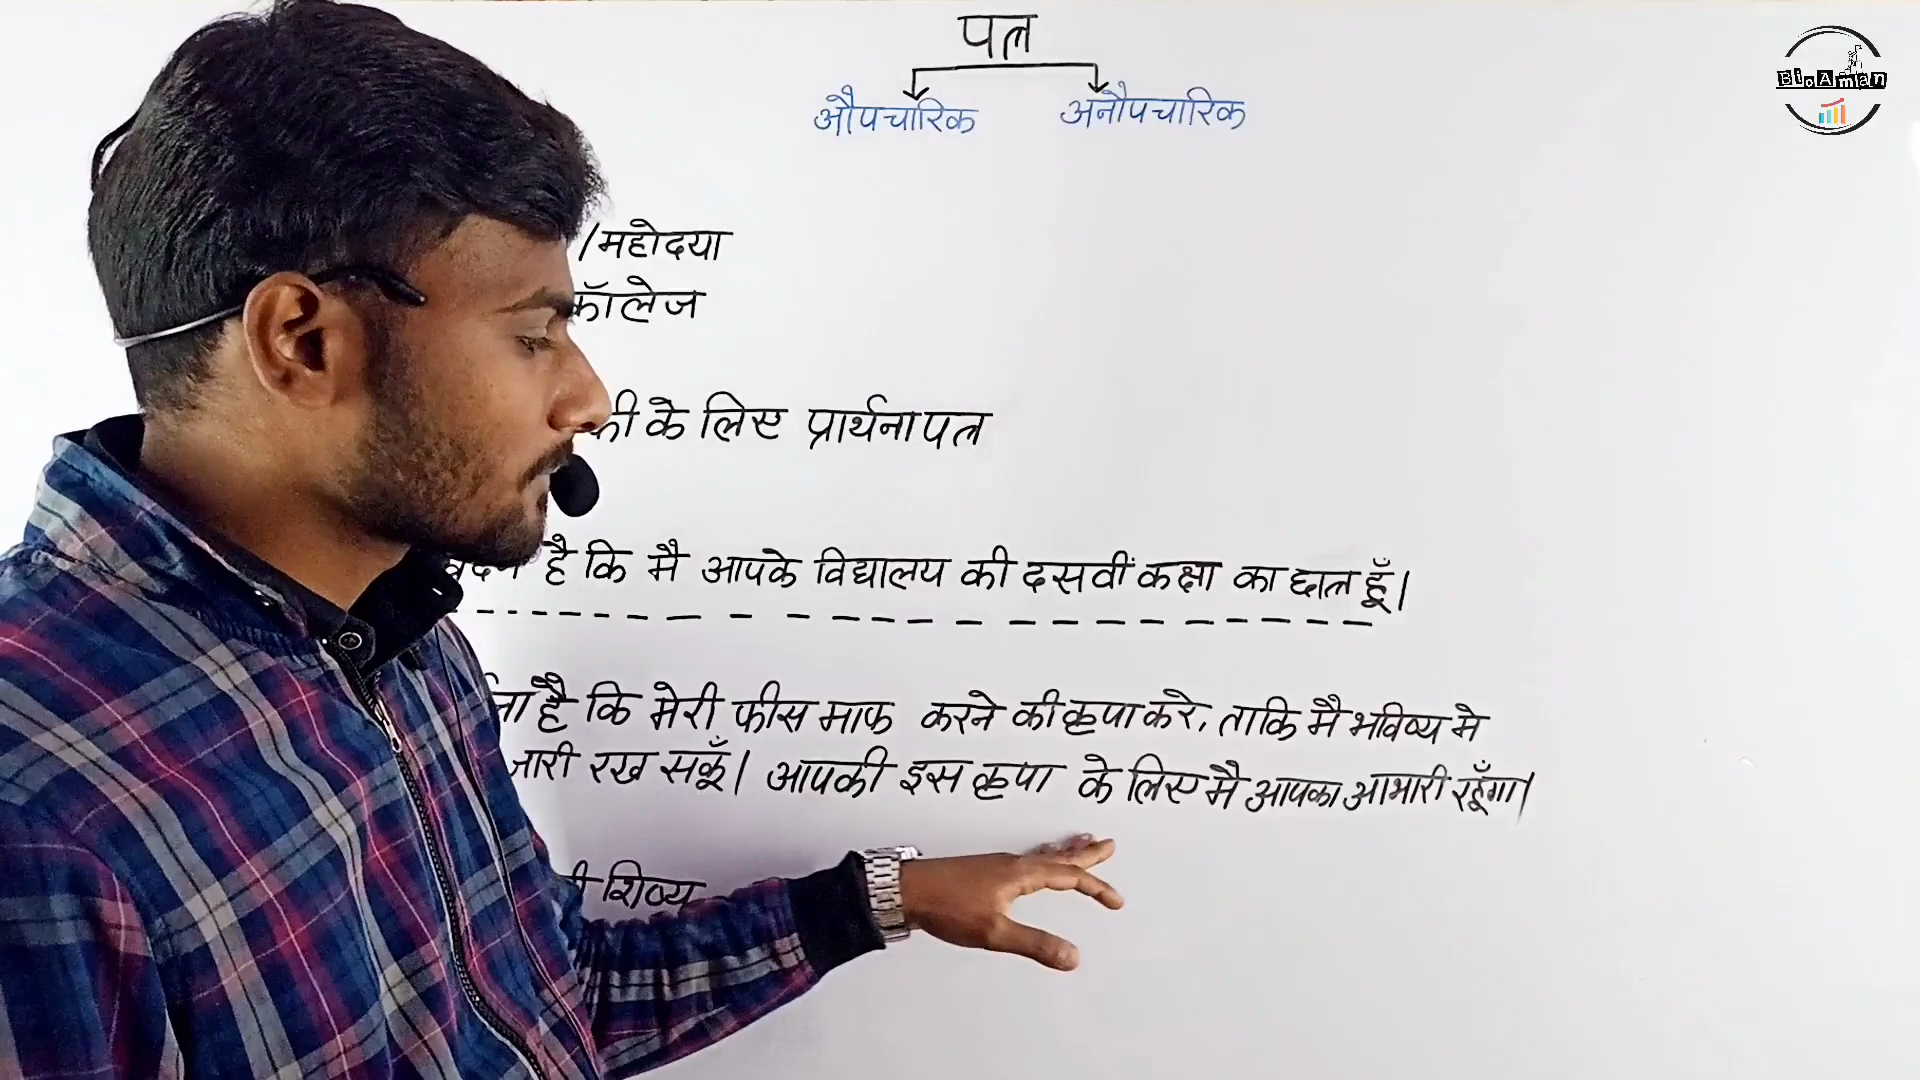 पत्र
औपचारिक अनौपचारिक
BioAman
/महोदया
कॉलेज
के लिए प्रार्थना पत्र
है कि मै आपके विद्यालय की दसवीं कक्षा का छात्र हूँ।
है कि मेरी फीस माफ करने की कृपा करे, ताकि मै भविष्य मे
जारी रख सकूँ। आपकी इस कृपा के लिए मै आपका आभारी रहूँगा।
शिष्य